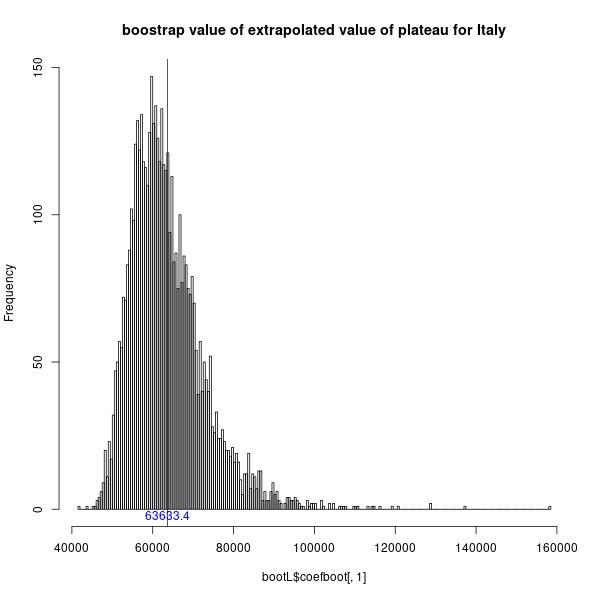 boostrap value of extrapolated value of plateau for Italy
150
100
50
0
Frequency
63633.4
40000 60000 80000 100000 120000 140000 160000
bootL$coefboot[, 1]